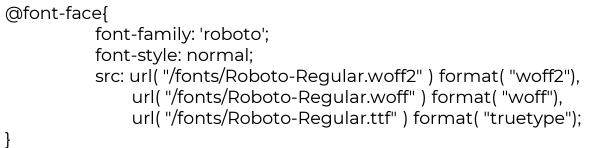 @font-face{
font-family: 'roboto';
font-style: normal;
src: url( "/fonts/Roboto-Regular.woff2" ) format( "woff2"),
url( "/fonts/Roboto-Regular.woff" ) format( "woff"),
url( "/fonts/Roboto-Regular.ttf" ) format( "truetype");
}